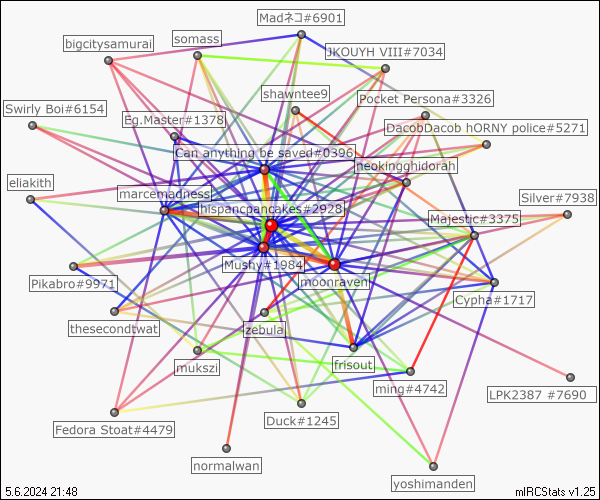 Madネコ#6901
somass
bigcitysamurai
JKOUYH VIII#7034
shawntee9
Pocket Persona#3326
Swirly Boi#6154
Eg.Master#1378
DacobDacob hORNY police#5271
Can anything be saved#0396
neokingghidorah
eliakith
marcemadness
Silver#7938
hispancpancakes#2928
Majestic#3375
Mushy#1984
Pikabro#9971
moonraven
Cypha#1717
thesecondtwat
zebula
mukszi
frisout
ming#4742
LPK2387 #7690
Duck#1245
Fedora Stoat#4479
normalwan
yoshimanden
5.6.2024 21:48
mIRCStats v1.25